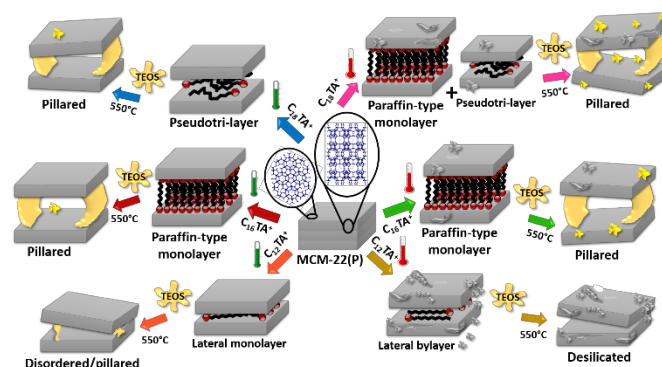 TEOS
550°C
Pillared
Pseudotri-layer
C₁₈TA⁺
C₁₈TA⁺
Paraffin-type
monolayer
+
Pseudotri-layer
TEOS
550°C
Pillared
TEOS
550°C
Pillared
Paraffin-type
monolayer
C₁₆TA⁺
MCM-22(P)
C₁₆TA⁺
Paraffin-type
monolayer
TEOS
550°C
Pillared
TEOS
550°C
Disordered/pillared
Lateral monolayer
C₁₂TA⁺
C₁₂TA⁺
Lateral bylayer
TEOS
550°C
Desilicated